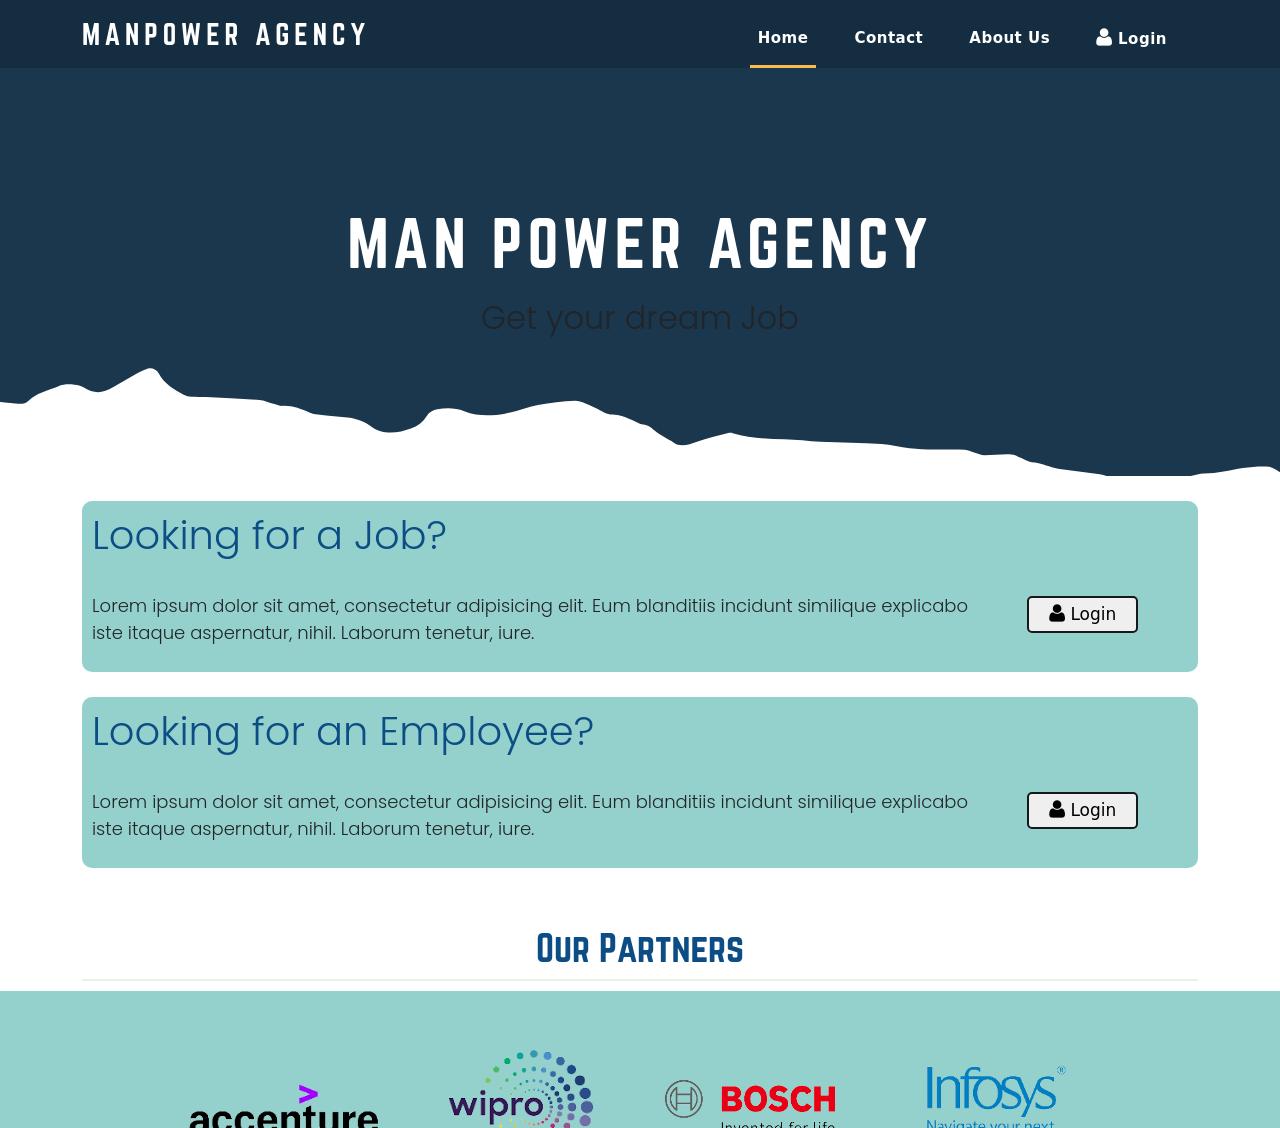 MANPOWER AGENCY
Home
Contact
About Us
Login
MAN POWER AGENCY
Get your dream Job
Looking for a Job?
Lorem ipsum dolor sit amet, consectetur adipisicing elit. Eum blanditiis incidunt similique explicabo
iste itaque aspernatur, nihil. Laborum tenetur, iure.
Login
Looking for an Employee?
Lorem ipsum dolor sit amet, consectetur adipisicing elit. Eum blanditiis incidunt similique explicabo
iste itaque aspernatur, nihil. Laborum tenetur, iure.
Login
Our Partners
>
accenture
wipro
BOSCH
Invented for life
Infosys®
Navigate your next